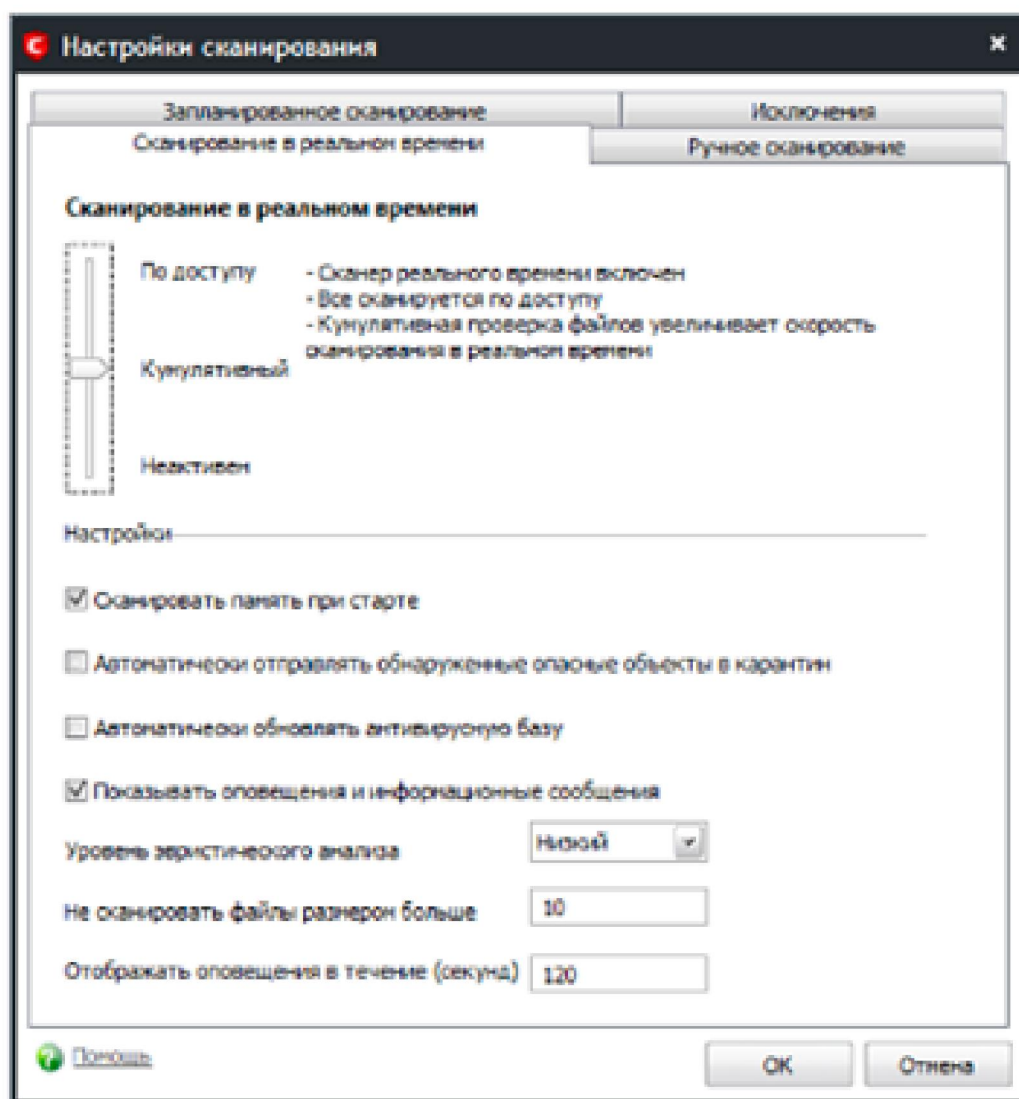 Настройки сканирования
Запланированное сканирование
Исключения
Сканирование в реальном времени
Ручное сканирование
Сканирование в реальном времени
По доступу
- Сканер реального времени включен
- Все сканируется по доступу
- Кумулятивная проверка файлов увеличивает скорость
сканирования в реальном времени
Кумулятивный
Неактивен
Настройки
Сканировать память при старте
Автоматически отправлять обнаруженные опасные объекты в карантин
Автоматически обновлять антивирусную базу
Показывать оповещения и информационные сообщения
Уровень эвристического анализа
Низкий
Не сканировать файлы размером больше
10
Отображать оповещения в течение (секунд)
120
Помощь
OK
Отмена